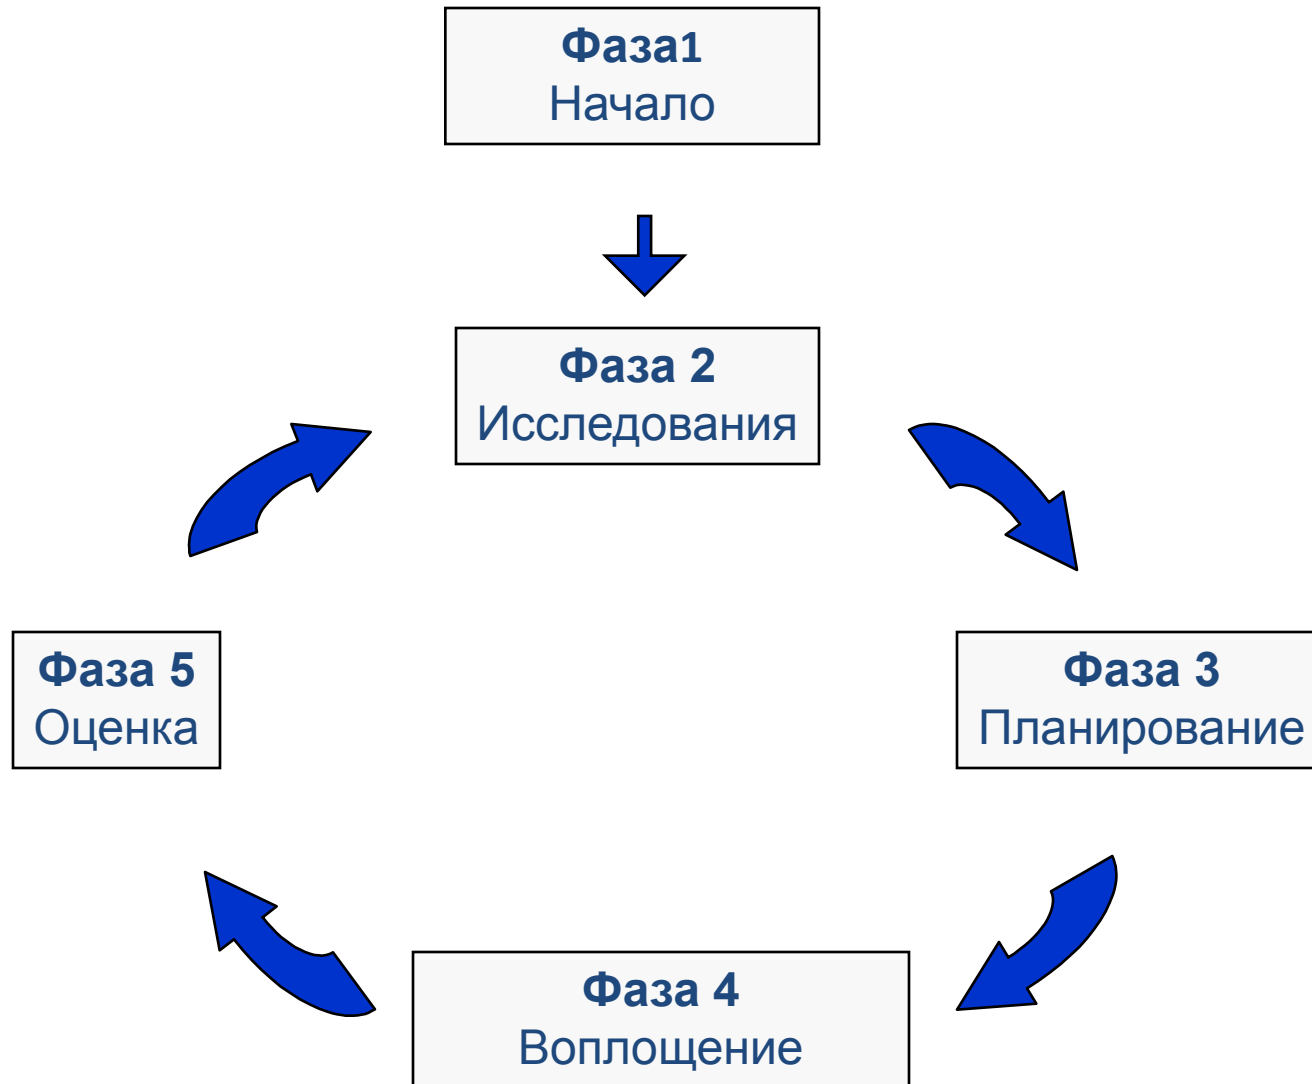 Фаза1
Начало
Фаза 2
Исследования
Фаза 3
Планирование
Фаза 4
Воплощение
Фаза 5
Оценка